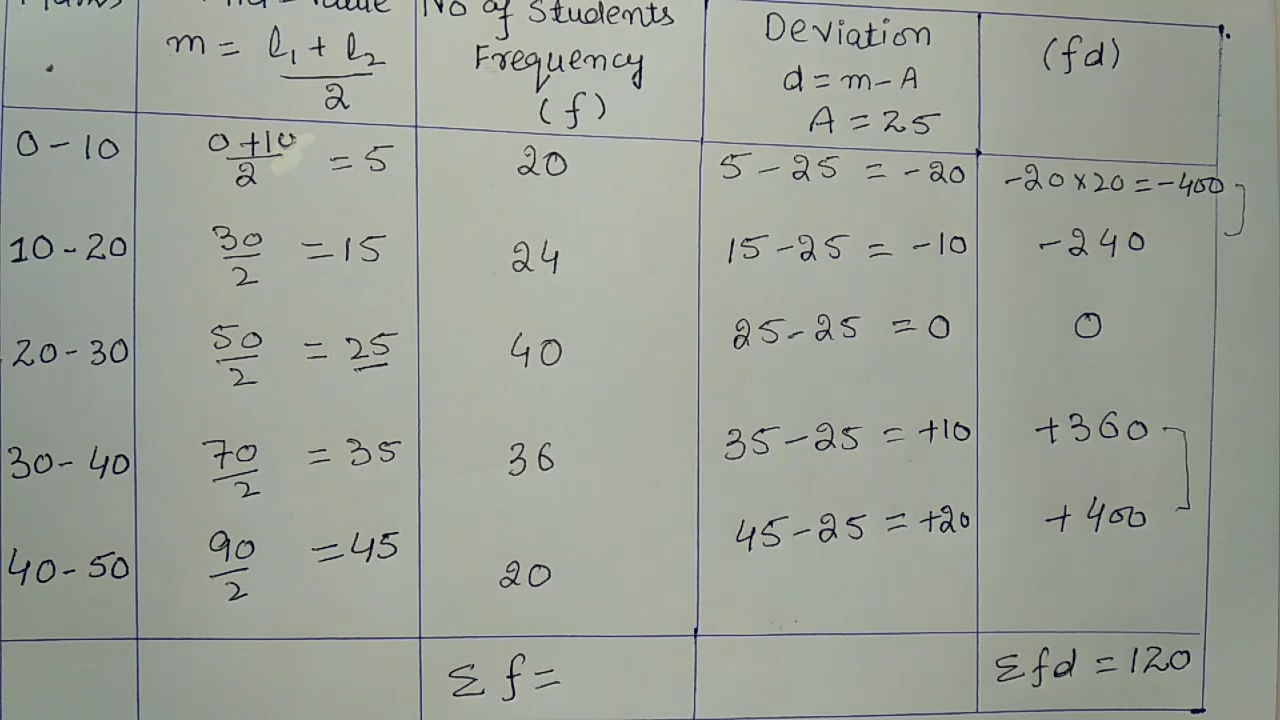 No of Students
m = l₁ + l₂ / 2
Frequency
(f)
Deviation
d = m - A
A = 25
(fd)
0 - 10 0 + 10 / 2 = 5 20 5 - 25 = -20 -20 x 20 = -400
10 - 20 30 / 2 = 15 24 15 - 25 = -10 -240
20 - 30 50 / 2 = 25 40 25 - 25 = 0 0
30 - 40 70 / 2 = 35 36 35 - 25 = +10 +360
40 - 50 90 / 2 = 45 20 45 - 25 = +20 +400
Σ f = Σ fd = 120